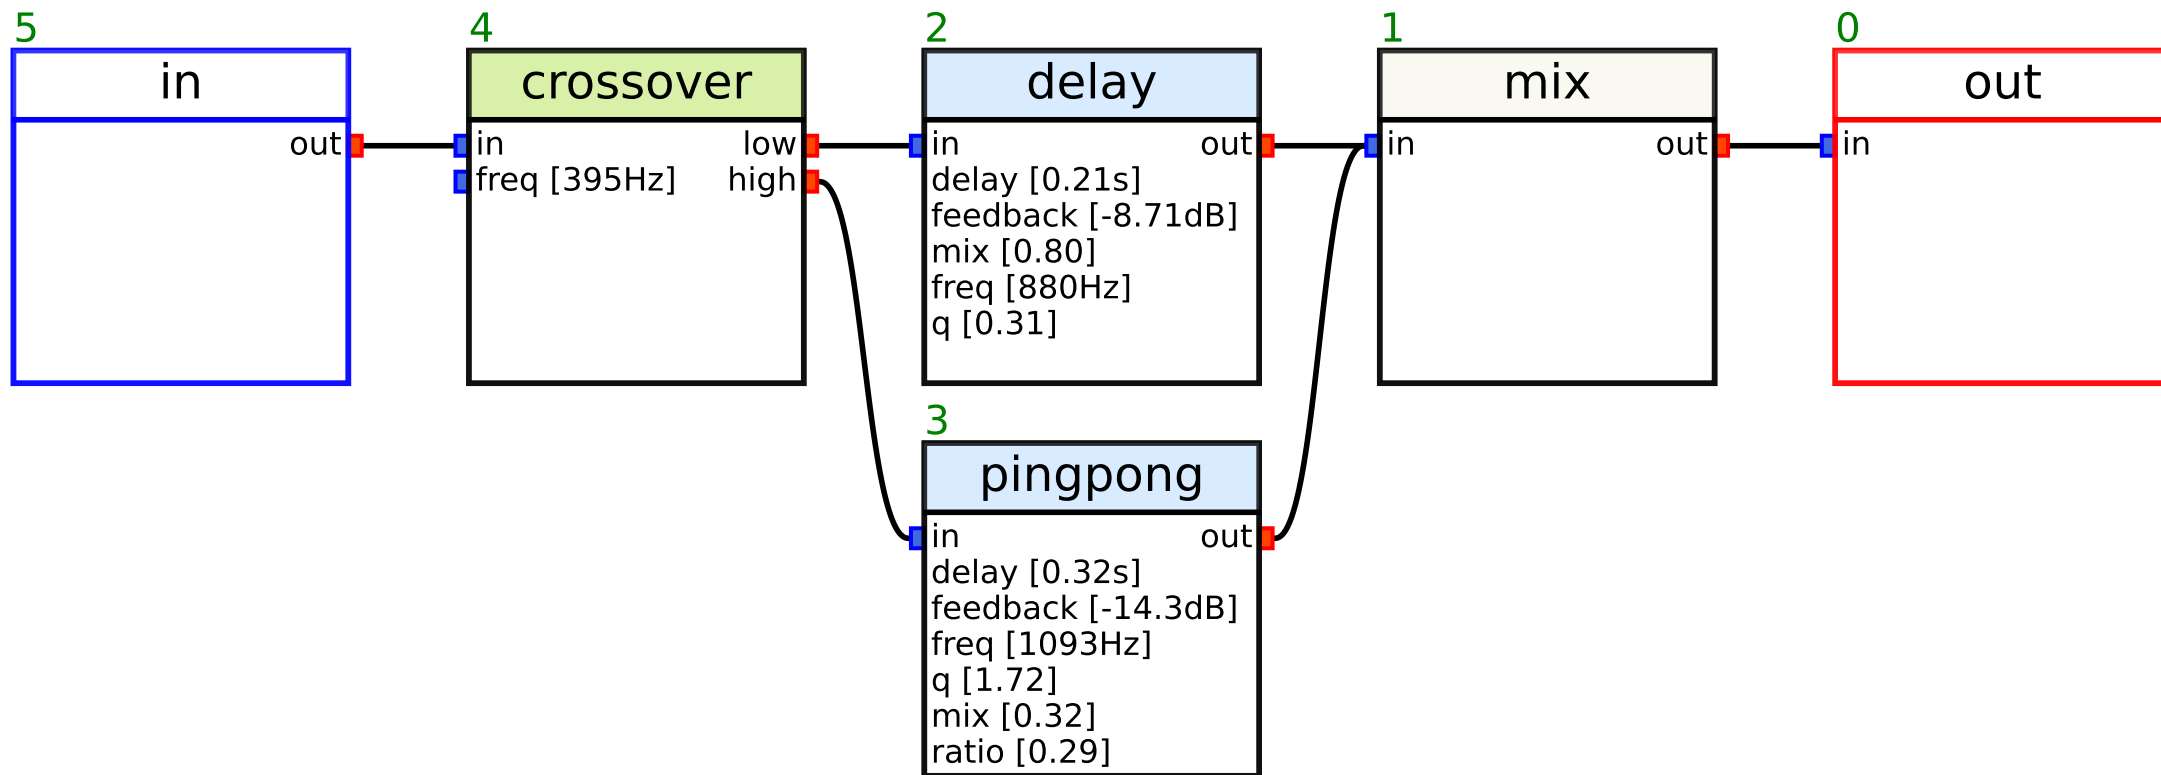 5
in
out
4
crossover
in
low
freq [395Hz]
high
2
delay
in
out
delay [0.21s]
feedback [-8.71dB]
mix [0.80]
freq [880Hz]
q [0.31]
1
mix
in
out
0
out
in
3
pingpong
in
out
delay [0.32s]
feedback [-14.3dB]
freq [1093Hz]
q [1.72]
mix [0.32]
ratio [0.29]